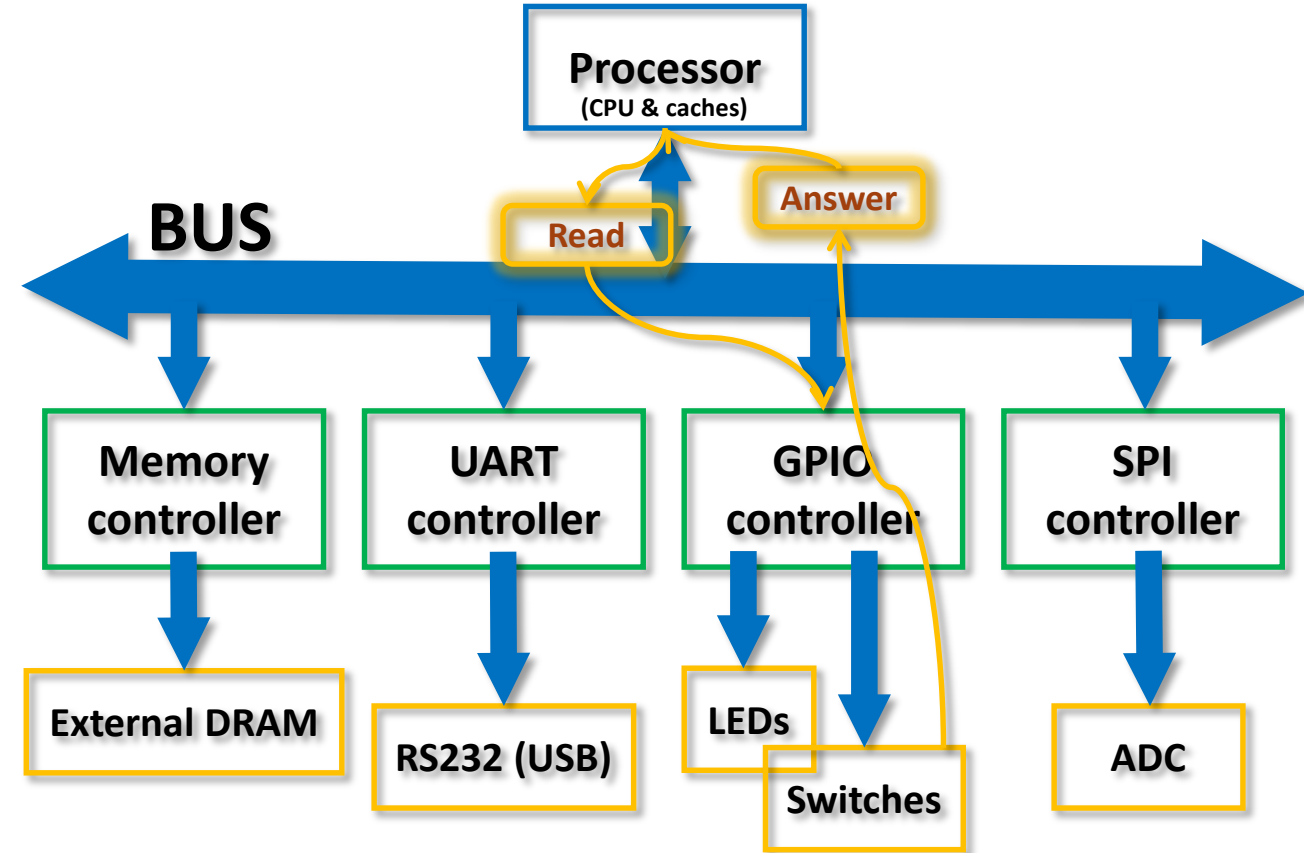 Processor
(CPU & caches)
Answer
BUS
Read
Memory
controller
UART
controller
GPIO
controller
SPI
controller
External DRAM
RS232 (USB)
LEDs
Switches
ADC